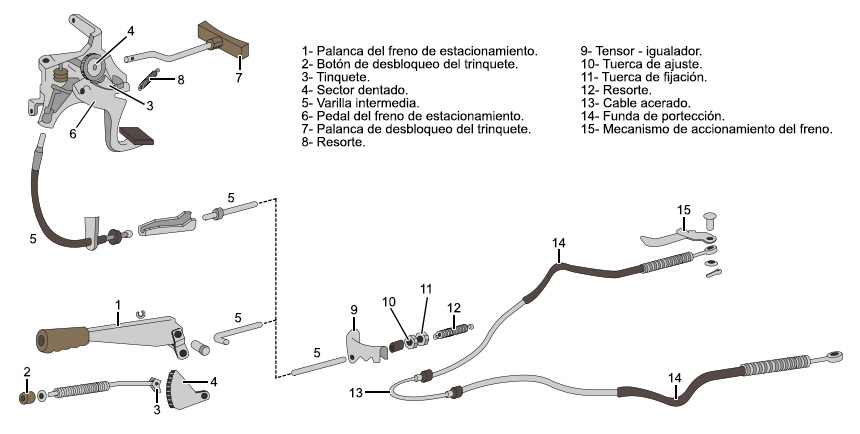 1- Palanca del freno de estacionamiento.
2- Botón de desbloqueo del trinquete.
3- Tinquete.
4- Sector dentado.
5- Varilla intermedia.
6- Pedal del freno de estacionamiento.
7- Palanca de desbloqueo del trinquete.
8- Resorte.
9- Tensor - igualador.
10- Tuerca de ajuste.
11- Tuerca de fijación.
12- Resorte.
13- Cable acerado.
14- Funda de portección.
15- Mecanismo de accionamiento del freno.
4
7
8
3
6
5
5
15
14
1
5
9
10
11
12
5
2
3
4
13
14